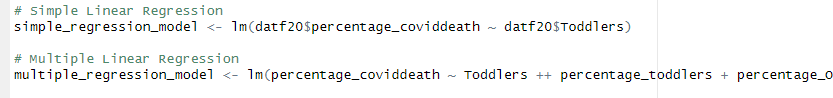 # Simple Linear Regression
simple_regression_model <- lm(datf20$percentage_coviddeath ~ datf20$Toddlers)
# Multiple Linear Regression
multiple_regression_model <- lm(percentage_coviddeath ~ Toddlers ++ percentage_toddlers + percentage_O